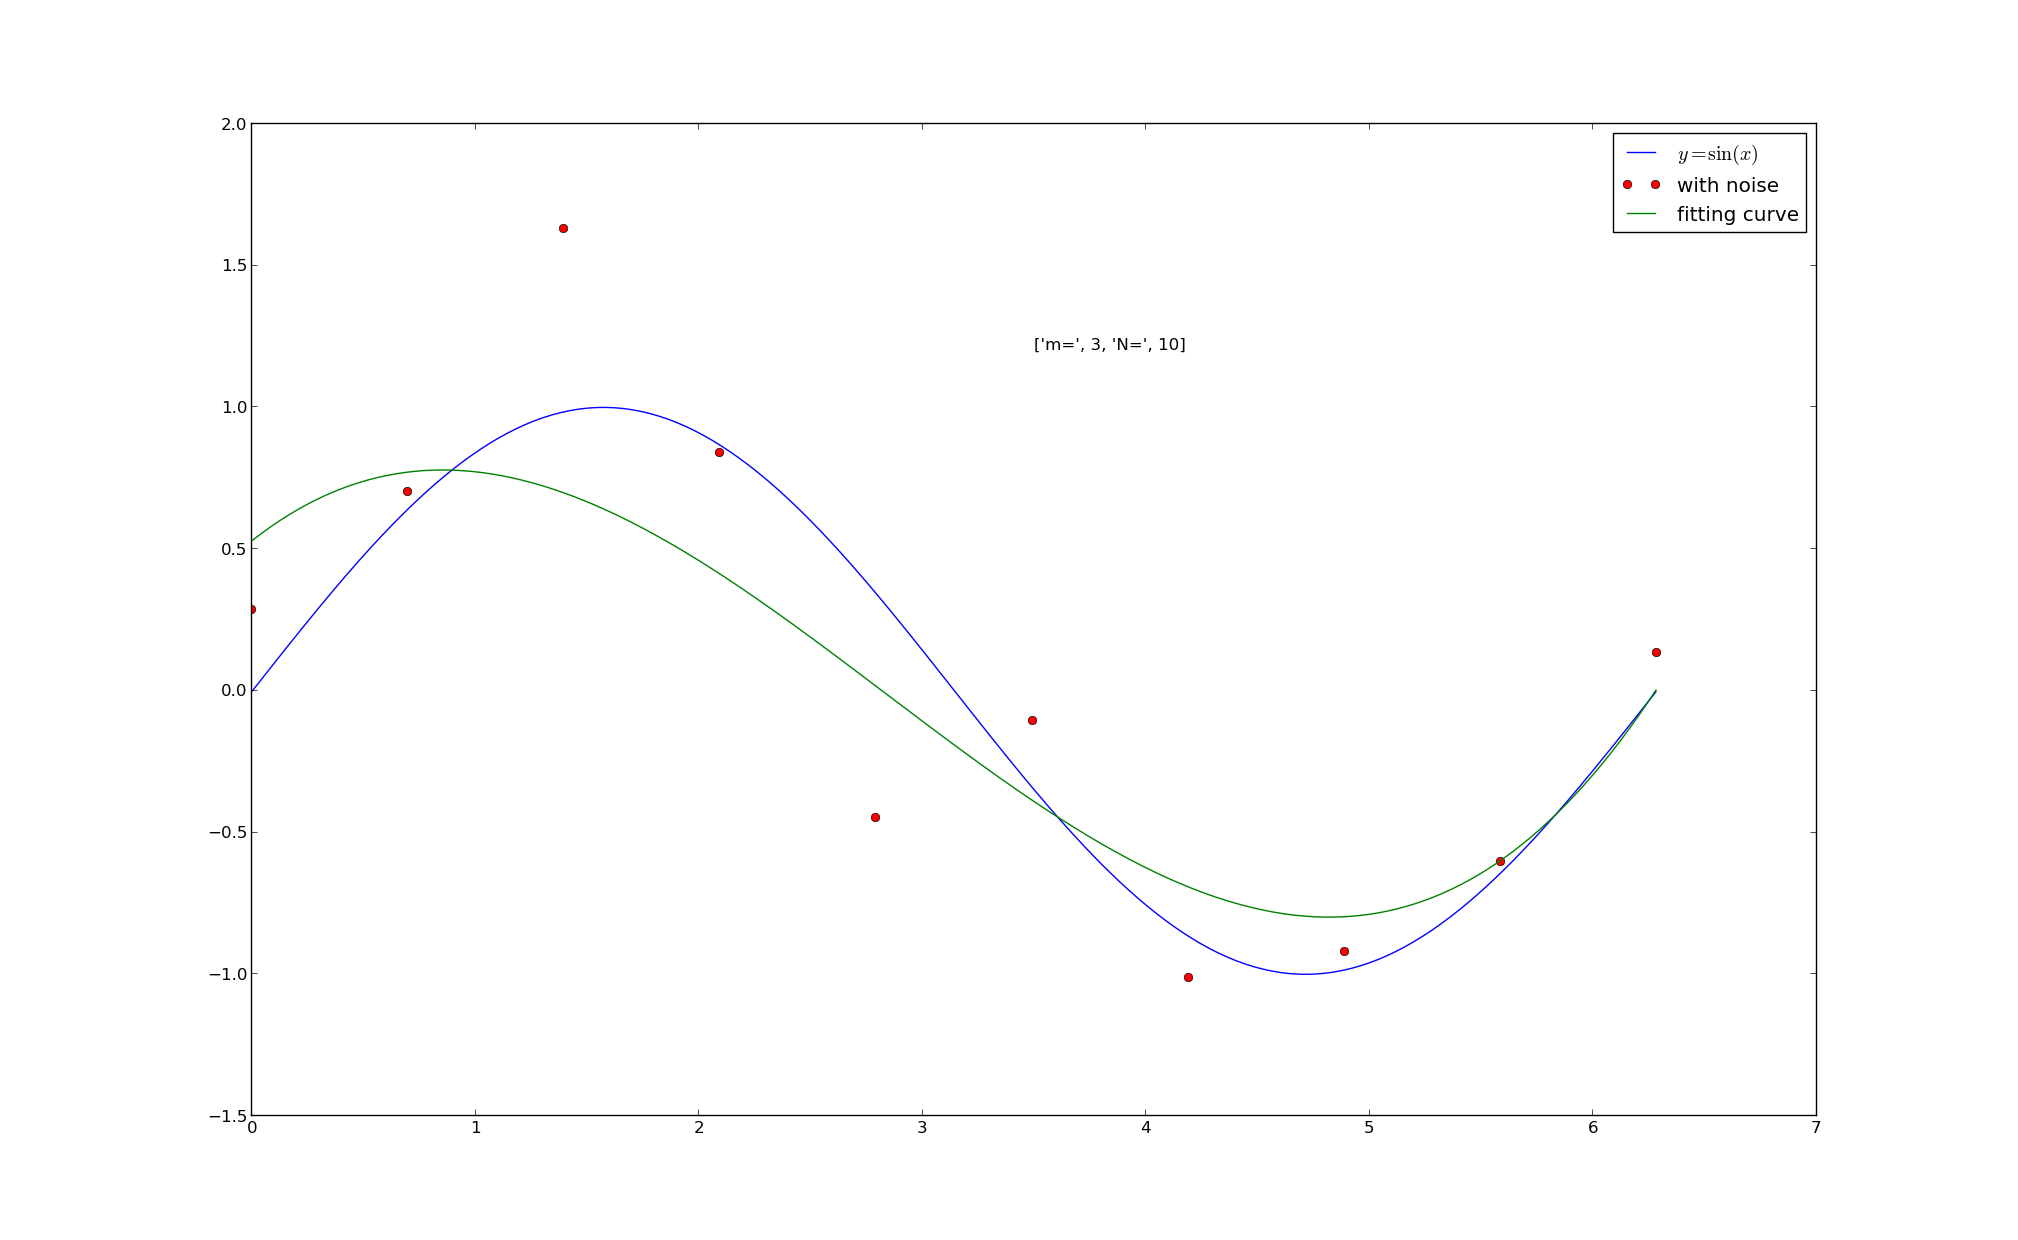 2.0
1.5
1.0
0.5
0.0
−0.5
−1.0
−1.5
0 1 2 3 4 5 6 7
y=sin(x)
with noise
fitting curve
['m=', 3, 'N=', 10]